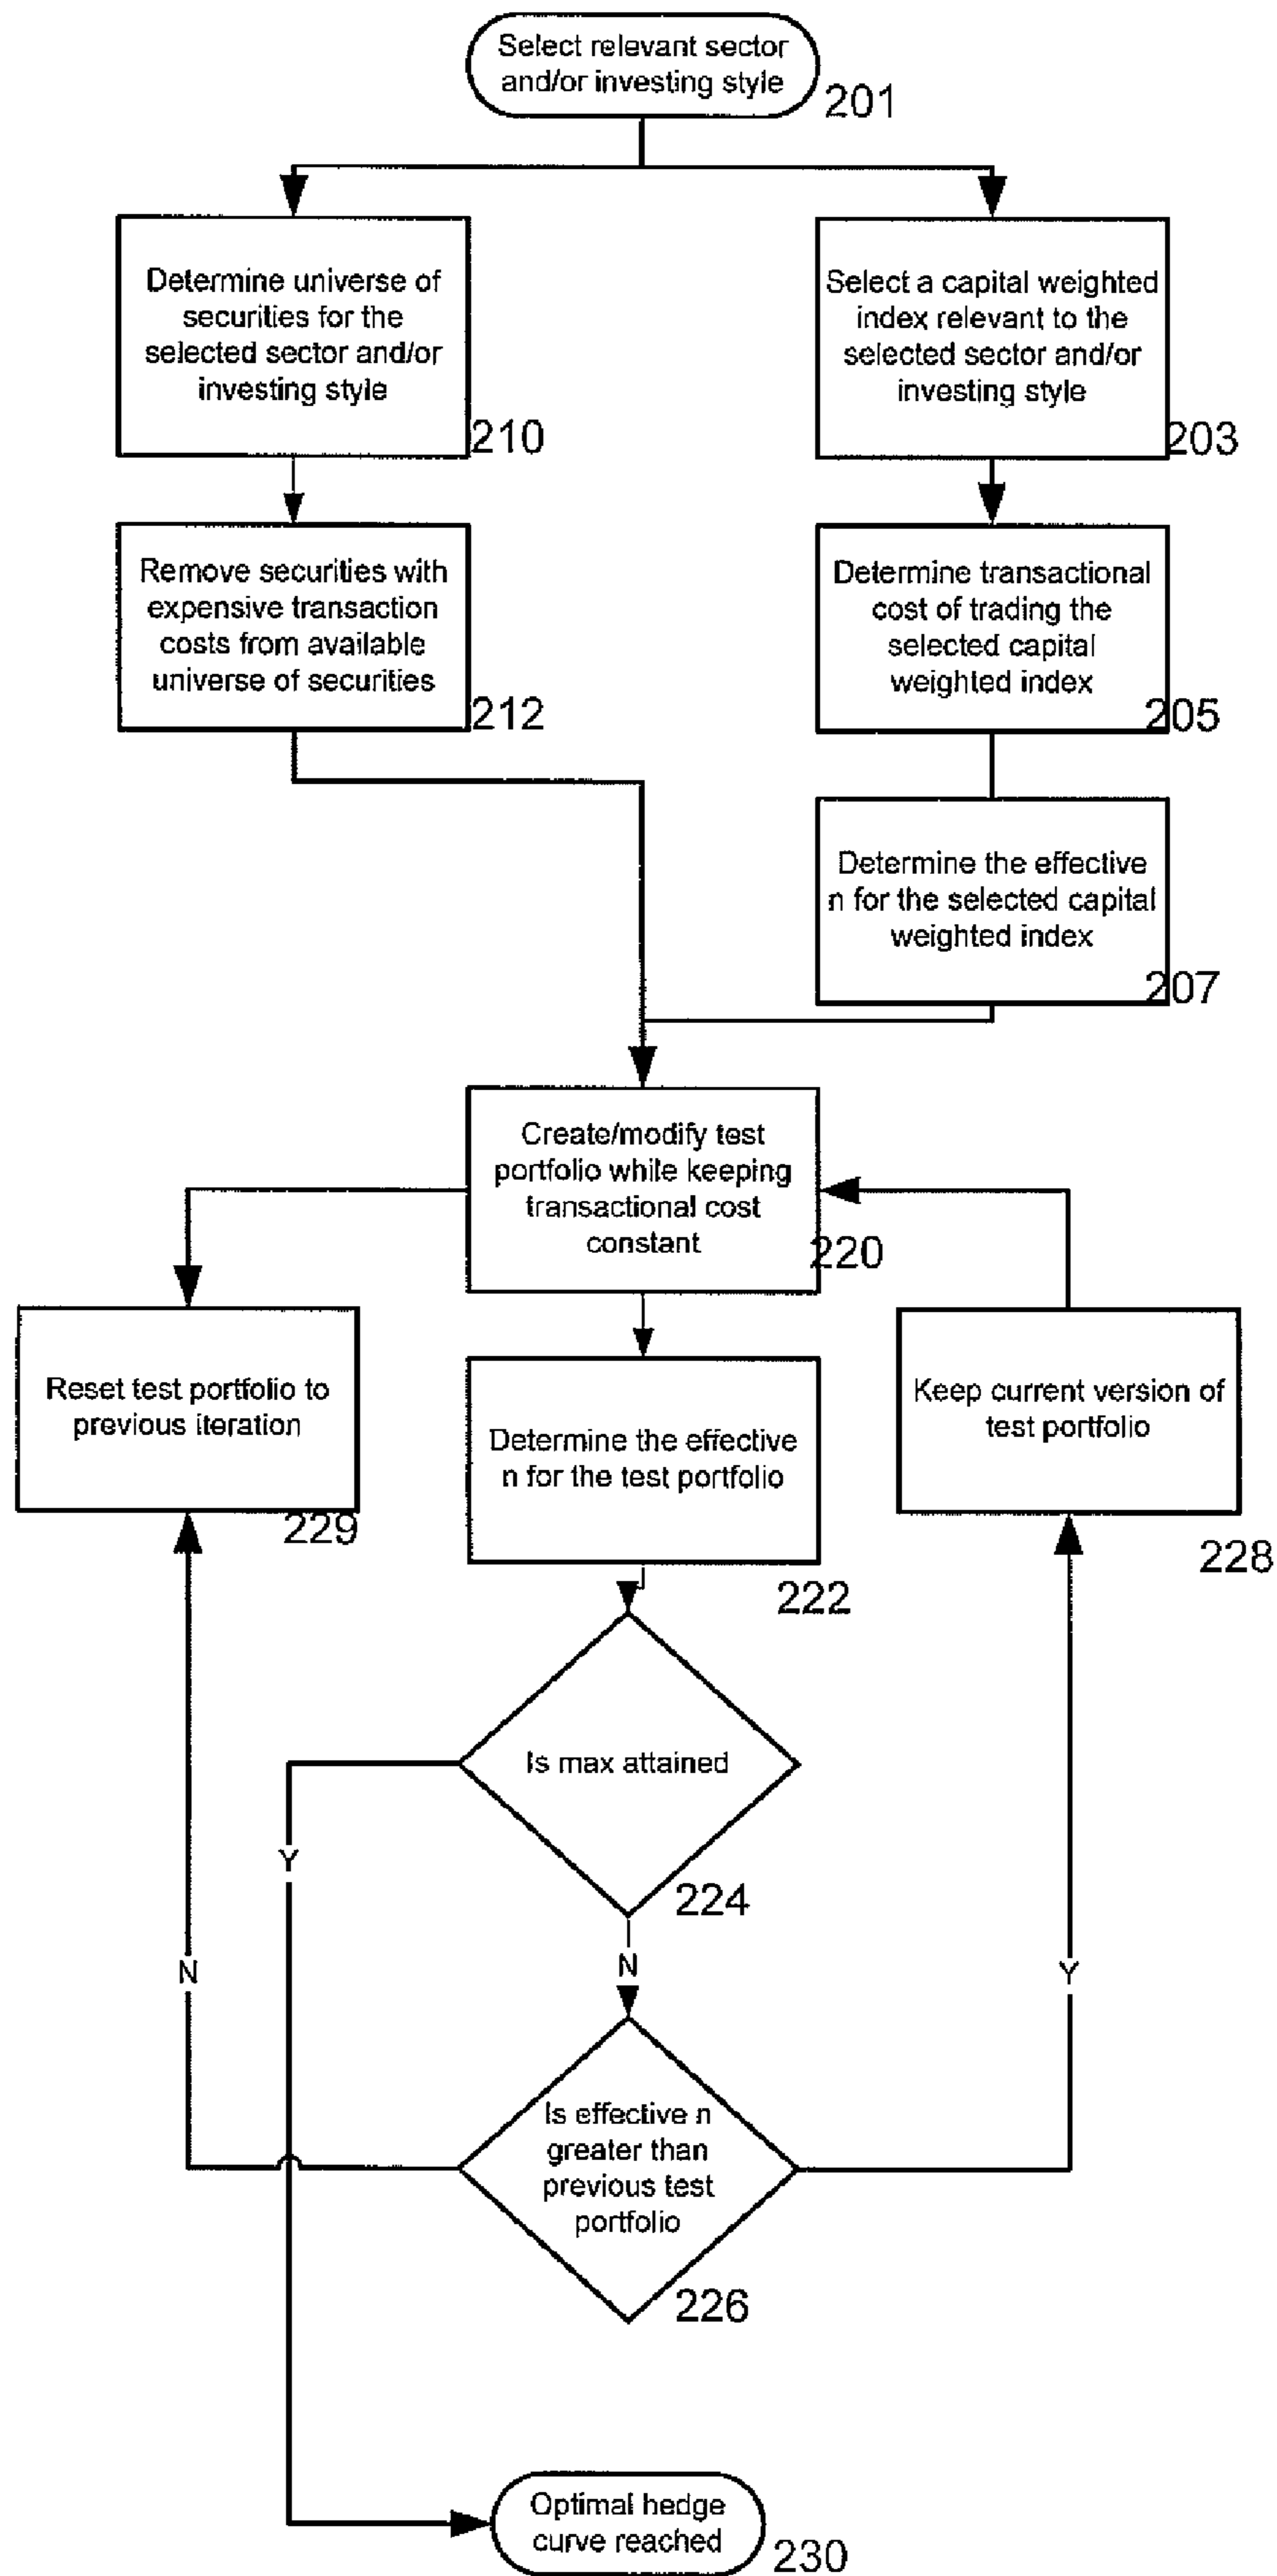 Select relevant sector
and/or investing style
201
Determine universe of
securities for the
selected sector and/or
investing style
210
Select a capital weighted
index relevant to the
selected sector and/or
investing style
203
Remove securities with
expensive transaction
costs from available
universe of securities
212
Determine transactional
cost of trading the
selected capital
weighted index
205
Determine the effective
n for the selected capital
weighted index
207
Create/modify test
portfolio while keeping
transactional cost
constant
220
Reset test portfolio to
previous iteration
229
Determine the effective
n for the test portfolio
222
Keep current version of
test portfolio
228
Is max attained
224
Y
N
N
Y
Is effective n
greater than
previous test
portfolio
226
Optimal hedge
curve reached
230